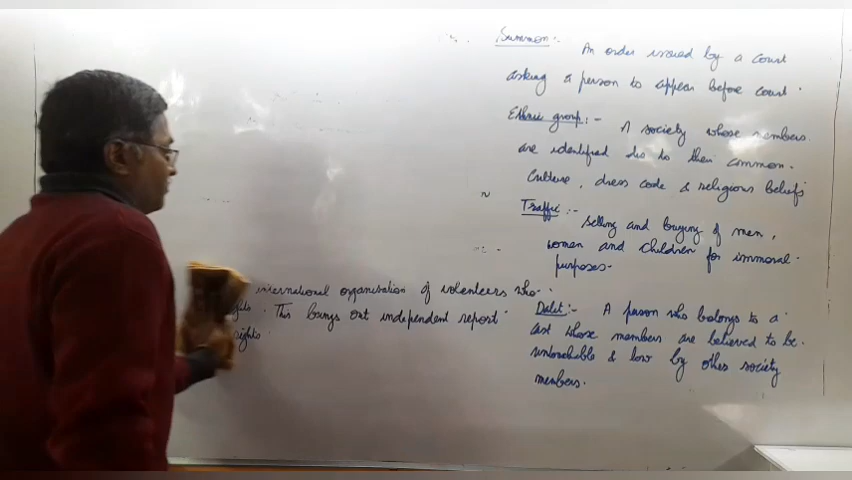 international organisation of volunteers who
ghts. This brings out independent report
rights
Summon:-
An order issued by a court
asking a person to appear before court.
Ethnic group:-
A society whose members
are identified to their common
culture, dress code & religious beliefs
Traffic:-
selling and buying of men,
women and children for immoral
purposes.
Dalit:-
A person who belongs to a
cast whose members are believed to be
untouchable & low by other society
members.